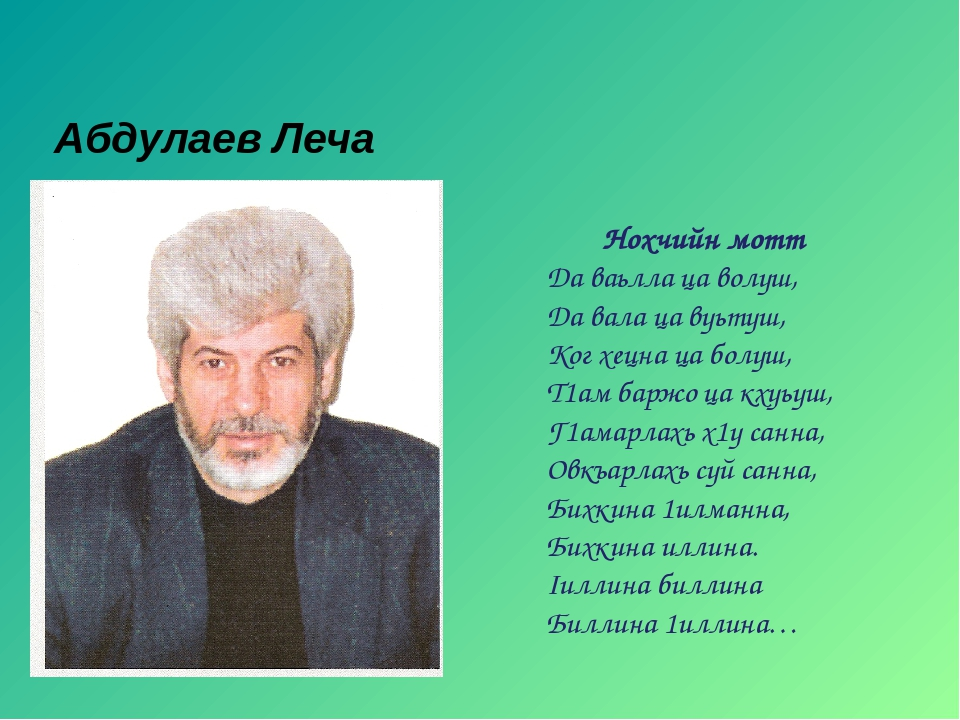 Абдулаев Леча
Нохчийн мотт
Да ваьлла ца волуш,
Да вала ца вуьтуш,
Ког хецна ца болуш,
Т1ам баржо ца кхуьуш,
Г1амарлахь х1у санна,
Овкъарлахь суй санна,
Бихкина 1илманна,
Бихкина иллина.
Iиллина биллина
Биллина 1иллина…